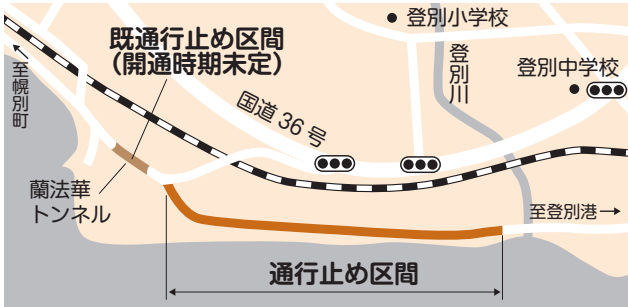 登別小学校
既通行止め区間
(開通時期未定)
登別川
登別中学校
至幌別町
国道36号
蘭法華
トンネル
至登別港→
通行止め区間